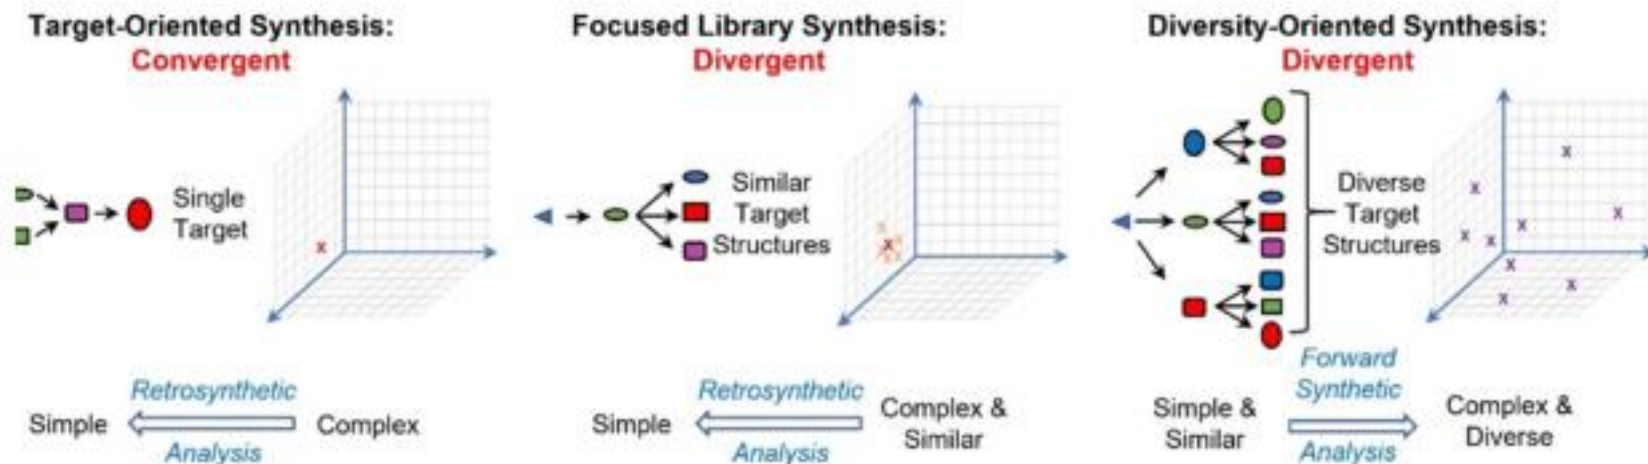 Target-Oriented Synthesis:
Convergent
Single
Target
x
Retrosynthetic
Simple
Complex
Analysis
Focused Library Synthesis:
Divergent
Similar
Target
Structures
x
Retrosynthetic
Simple
Complex &
Similar
Analysis
Diversity-Oriented Synthesis:
Divergent
Diverse
Target
Structures
x
x
x
x
x
x
x
x
x
Forward
Synthetic
Simple &
Similar
Complex &
Diverse
Analysis